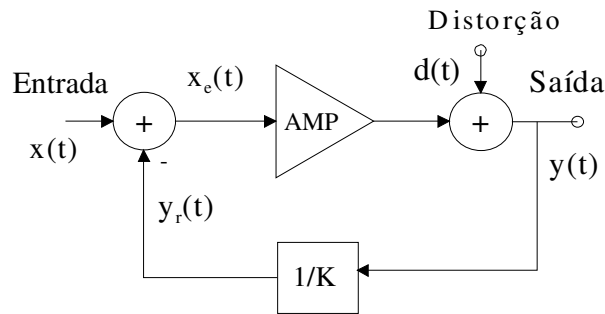 Distorção
Entrada
x_e(t)
d(t)
Saída
+
AMP
+
x(t)
-
y(t)
y_r(t)
1/K